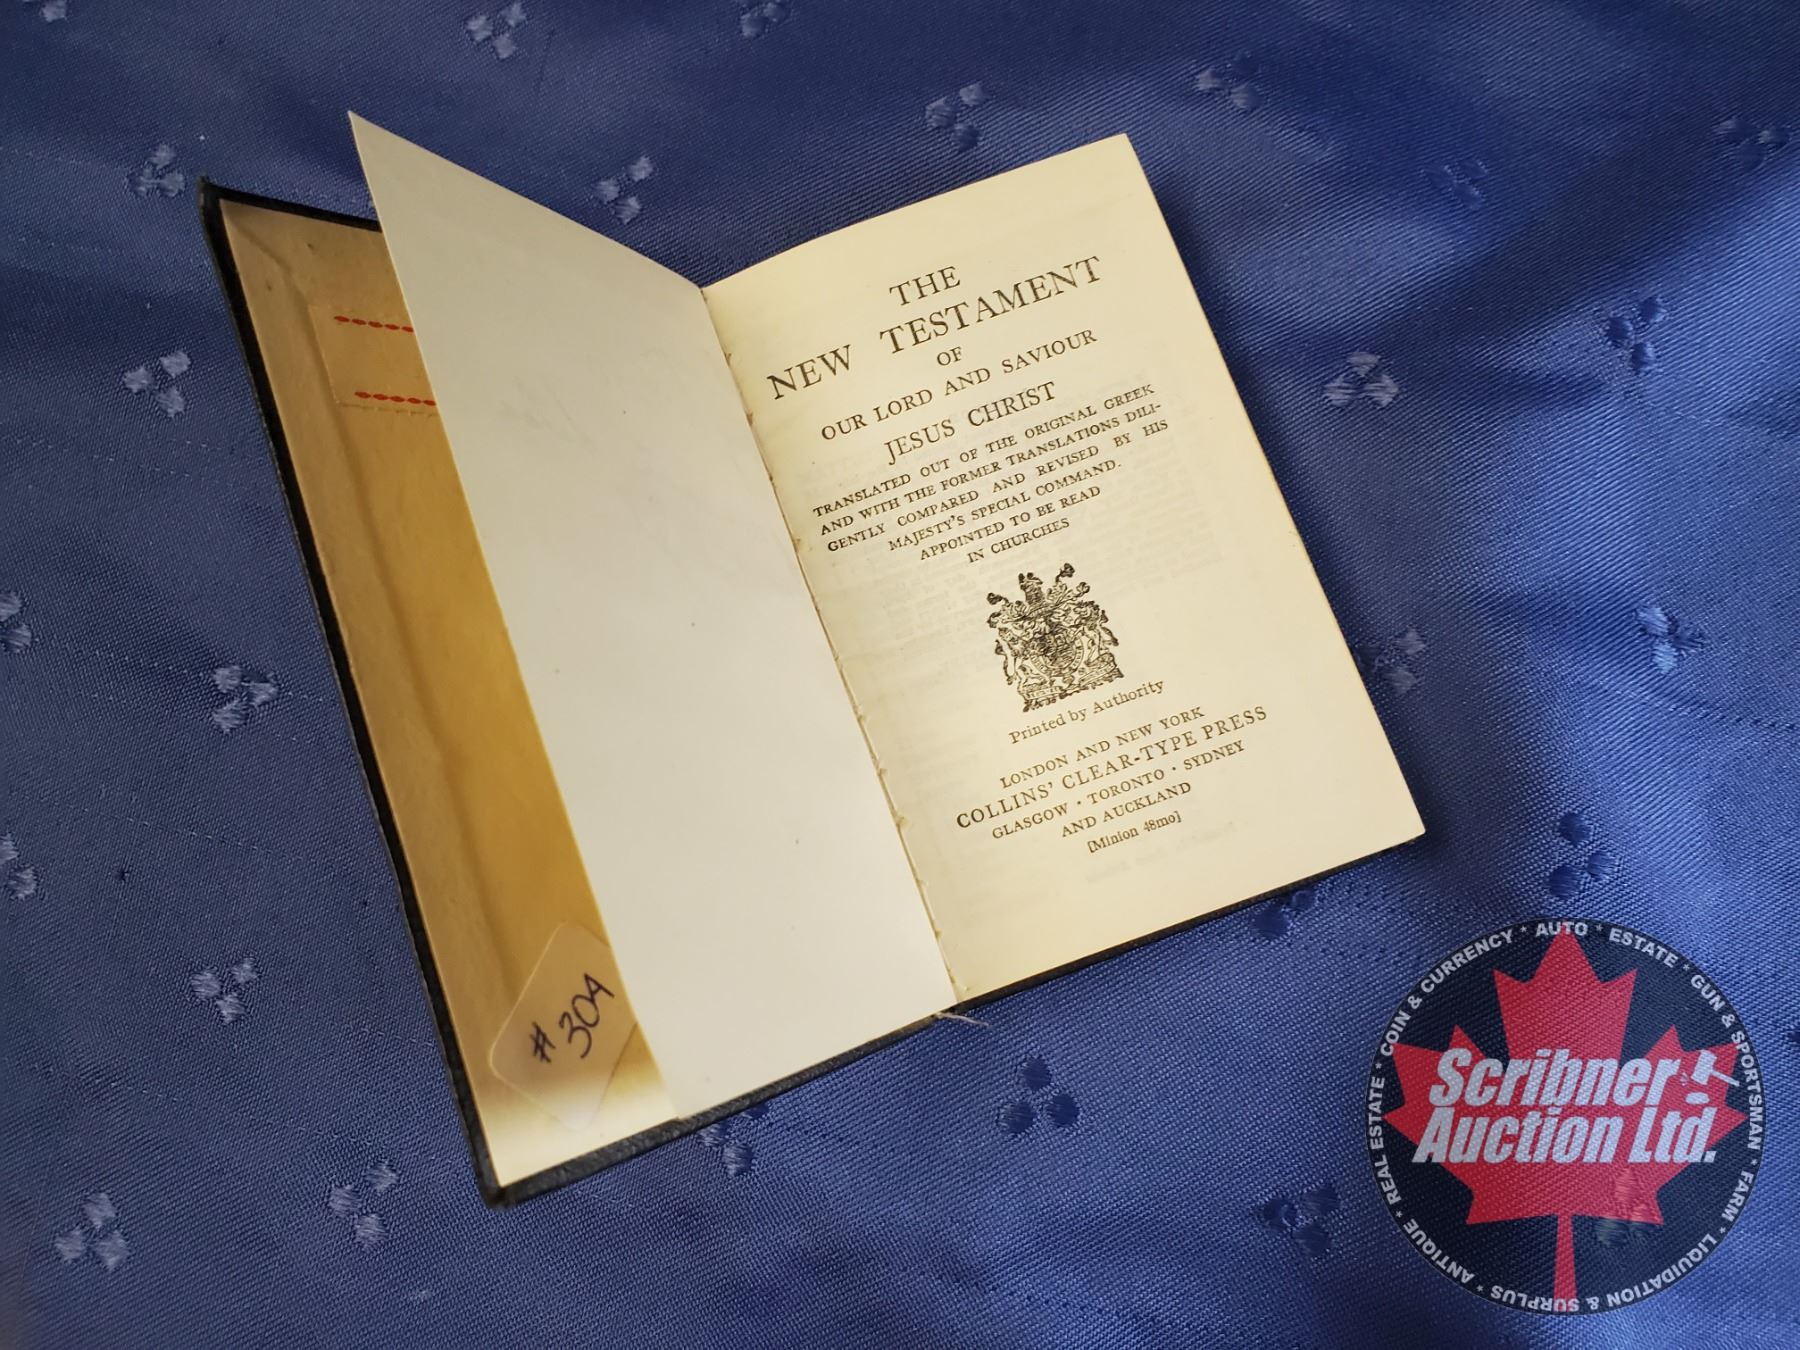 THE
NEW TESTAMENT
OF
OUR LORD AND SAVIOUR
JESUS CHRIST
TRANSLATED OUT OF THE ORIGINAL GREEK
AND WITH THE FORMER TRANSLATIONS DILI-
GENTLY COMPARED AND REVISED BY HIS
MAJESTY'S SPECIAL COMMAND.
APPOINTED TO BE READ
IN CHURCHES
Printed by Authority
LONDON AND NEW YORK
COLLINS' CLEAR-TYPE PRESS
GLASGOW · TORONTO · SYDNEY
AND AUCKLAND
[Minion 48mo]
#304
Scribner
Auction Ltd.
REAL ESTATE * COIN & CURRENCY * AUTO * ESTATE * GUN & SPORTSMAN * FARM * LIQUIDATION & SURPLUS * ANTIQUE *